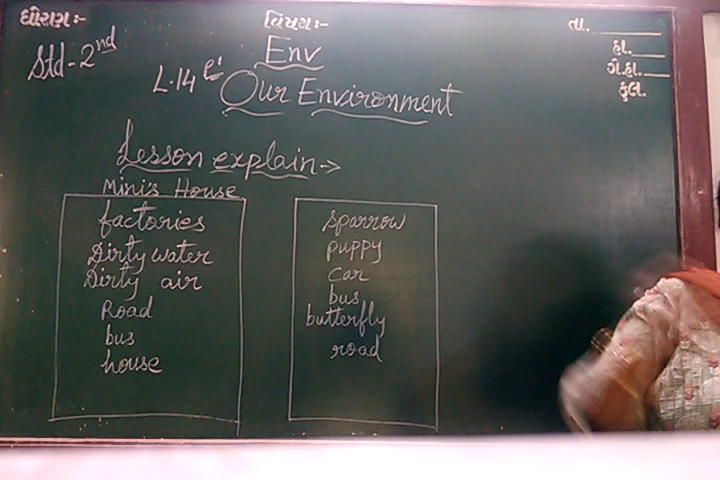 ધોરણ :-
વિષય:-
તા.
Std - 2nd
Env
હા.
ગે.હા.
કુલ.
L. 14
Our Environment
Lesson explain →
Mini's House
factories
Dirty water
Dirty air
Road
bus
house
sparrow
puppy
car
bus
butterfly
road